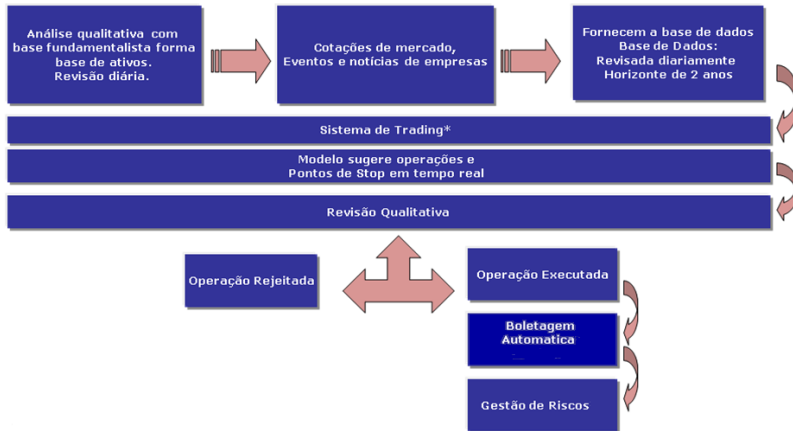 Análise qualitativa com
base fundamentalista forma
base de ativos.
Revisão diária.
Cotações de mercado,
Eventos e notícias de empresas
Fornecem a base de dados
Base de Dados:
Revisada diariamente
Horizonte de 2 anos
Sistema de Trading*
Modelo sugere operações e
Pontos de Stop em tempo real
Revisão Qualitativa
Operação Rejeitada
Operação Executada
Boletagem
Automatica
Gestão de Riscos